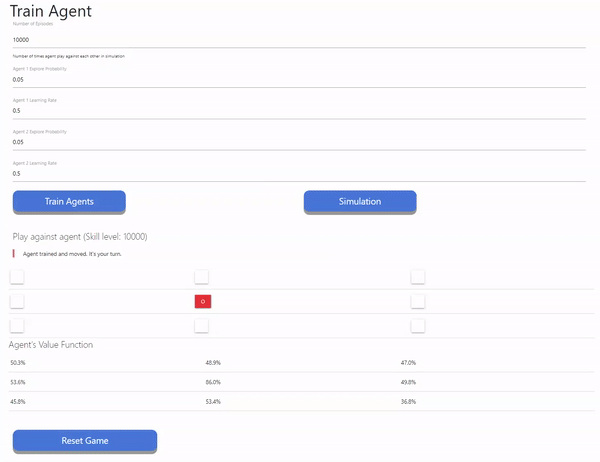 Train Agent
Number of Episodes
10000
Number of times agent play against each other in simulation
Agent 1 Explore Probability
0.05
Agent 1 Learning Rate
0.5
Agent 2 Explore Probability
0.05
Agent 2 Learning Rate
0.5
Train Agents Simulation
Play against agent (Skill level: 10000)
Agent trained and moved. It's your turn.
O
Agent's Value Function
50.3% 48.9% 47.0%
53.6% 86.0% 49.8%
45.8% 53.4% 36.8%
Reset Game